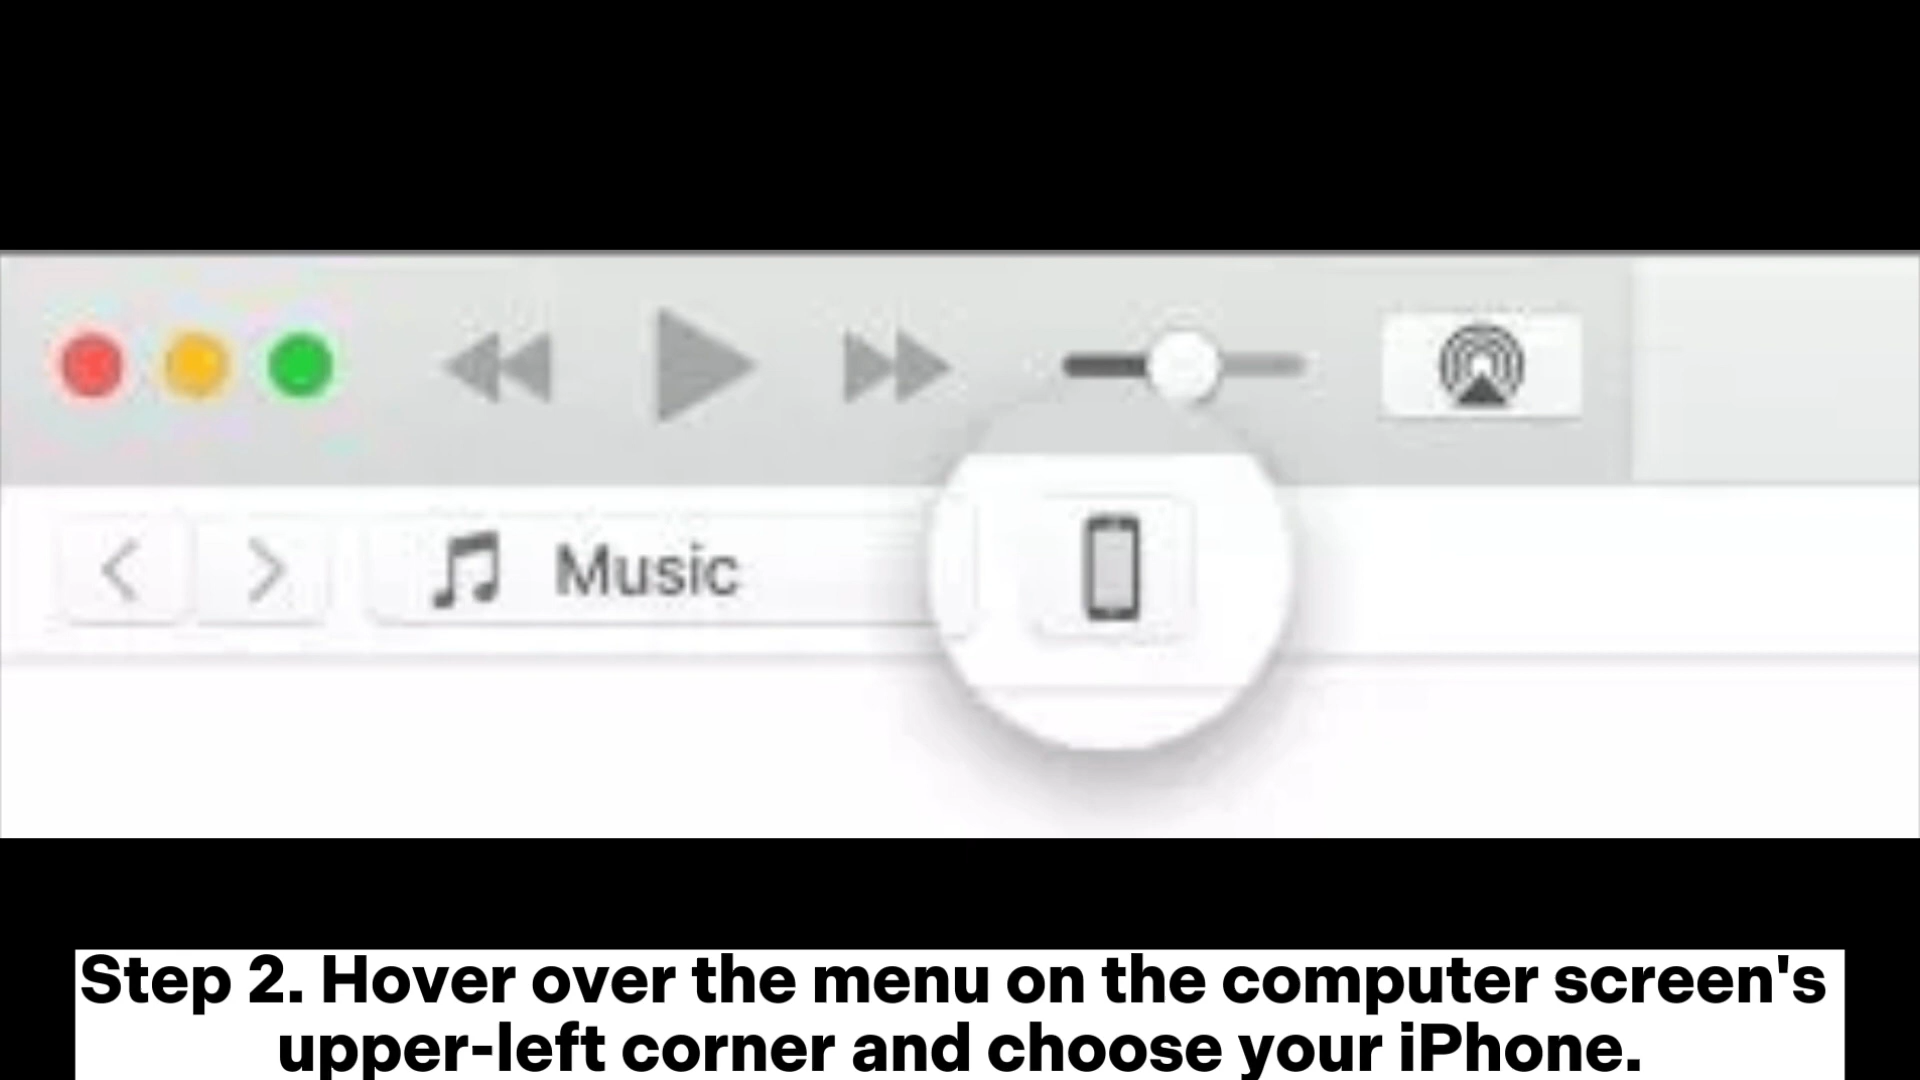 Music
Step 2. Hover over the menu on the computer screen's
upper-left corner and choose your iPhone.